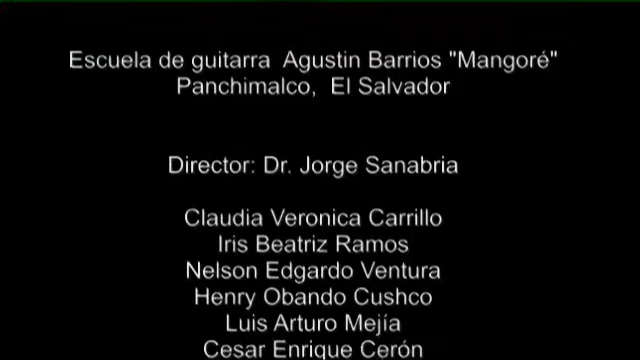 Escuela de guitarra Agustin Barrios "Mangoré"
Panchimalco, El Salvador
Director: Dr. Jorge Sanabria
Claudia Veronica Carrillo
Iris Beatriz Ramos
Nelson Edgardo Ventura
Henry Obando Cushco
Luis Arturo Mejía
Cesar Enrique Cerón